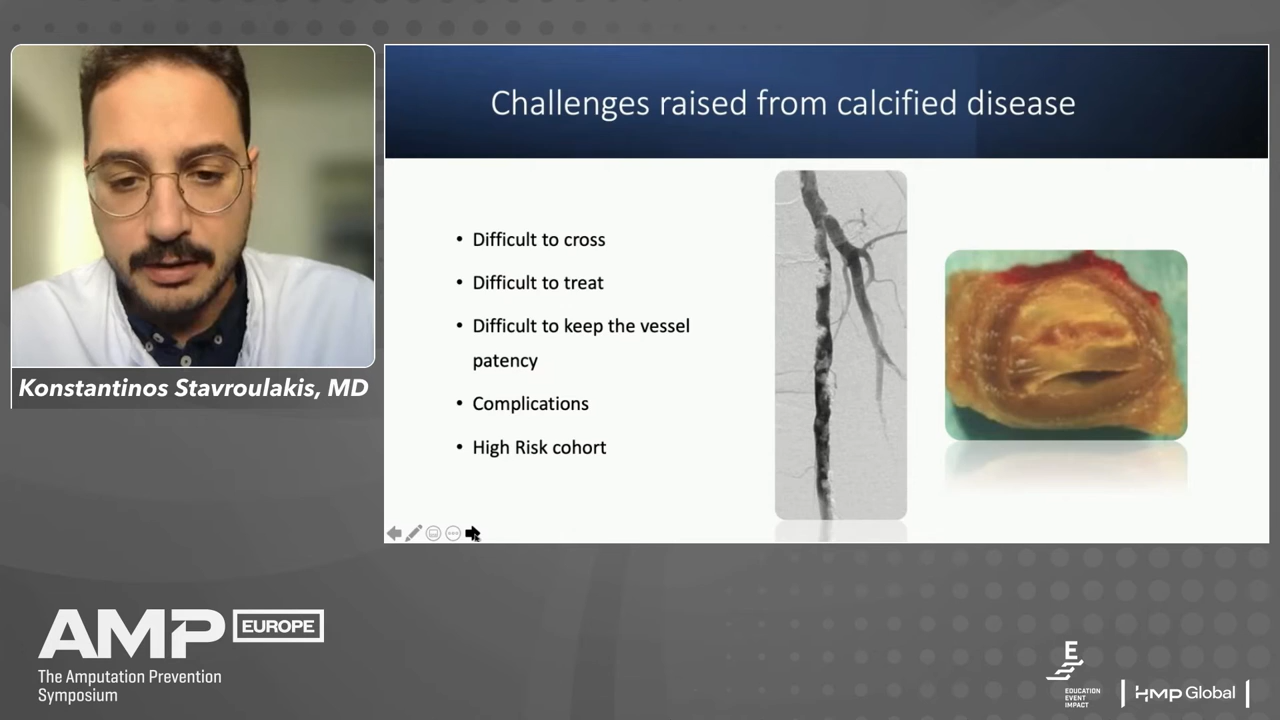 Challenges raised from calcified disease
• Difficult to cross
• Difficult to treat
• Difficult to keep the vessel
patency
• Complications
• High Risk cohort
Konstantinos Stavroulakis, MD
AMP EUROPE
The Amputation Prevention
Symposium
E
EDUCATION
EVENT
IMPACT
HMP Global